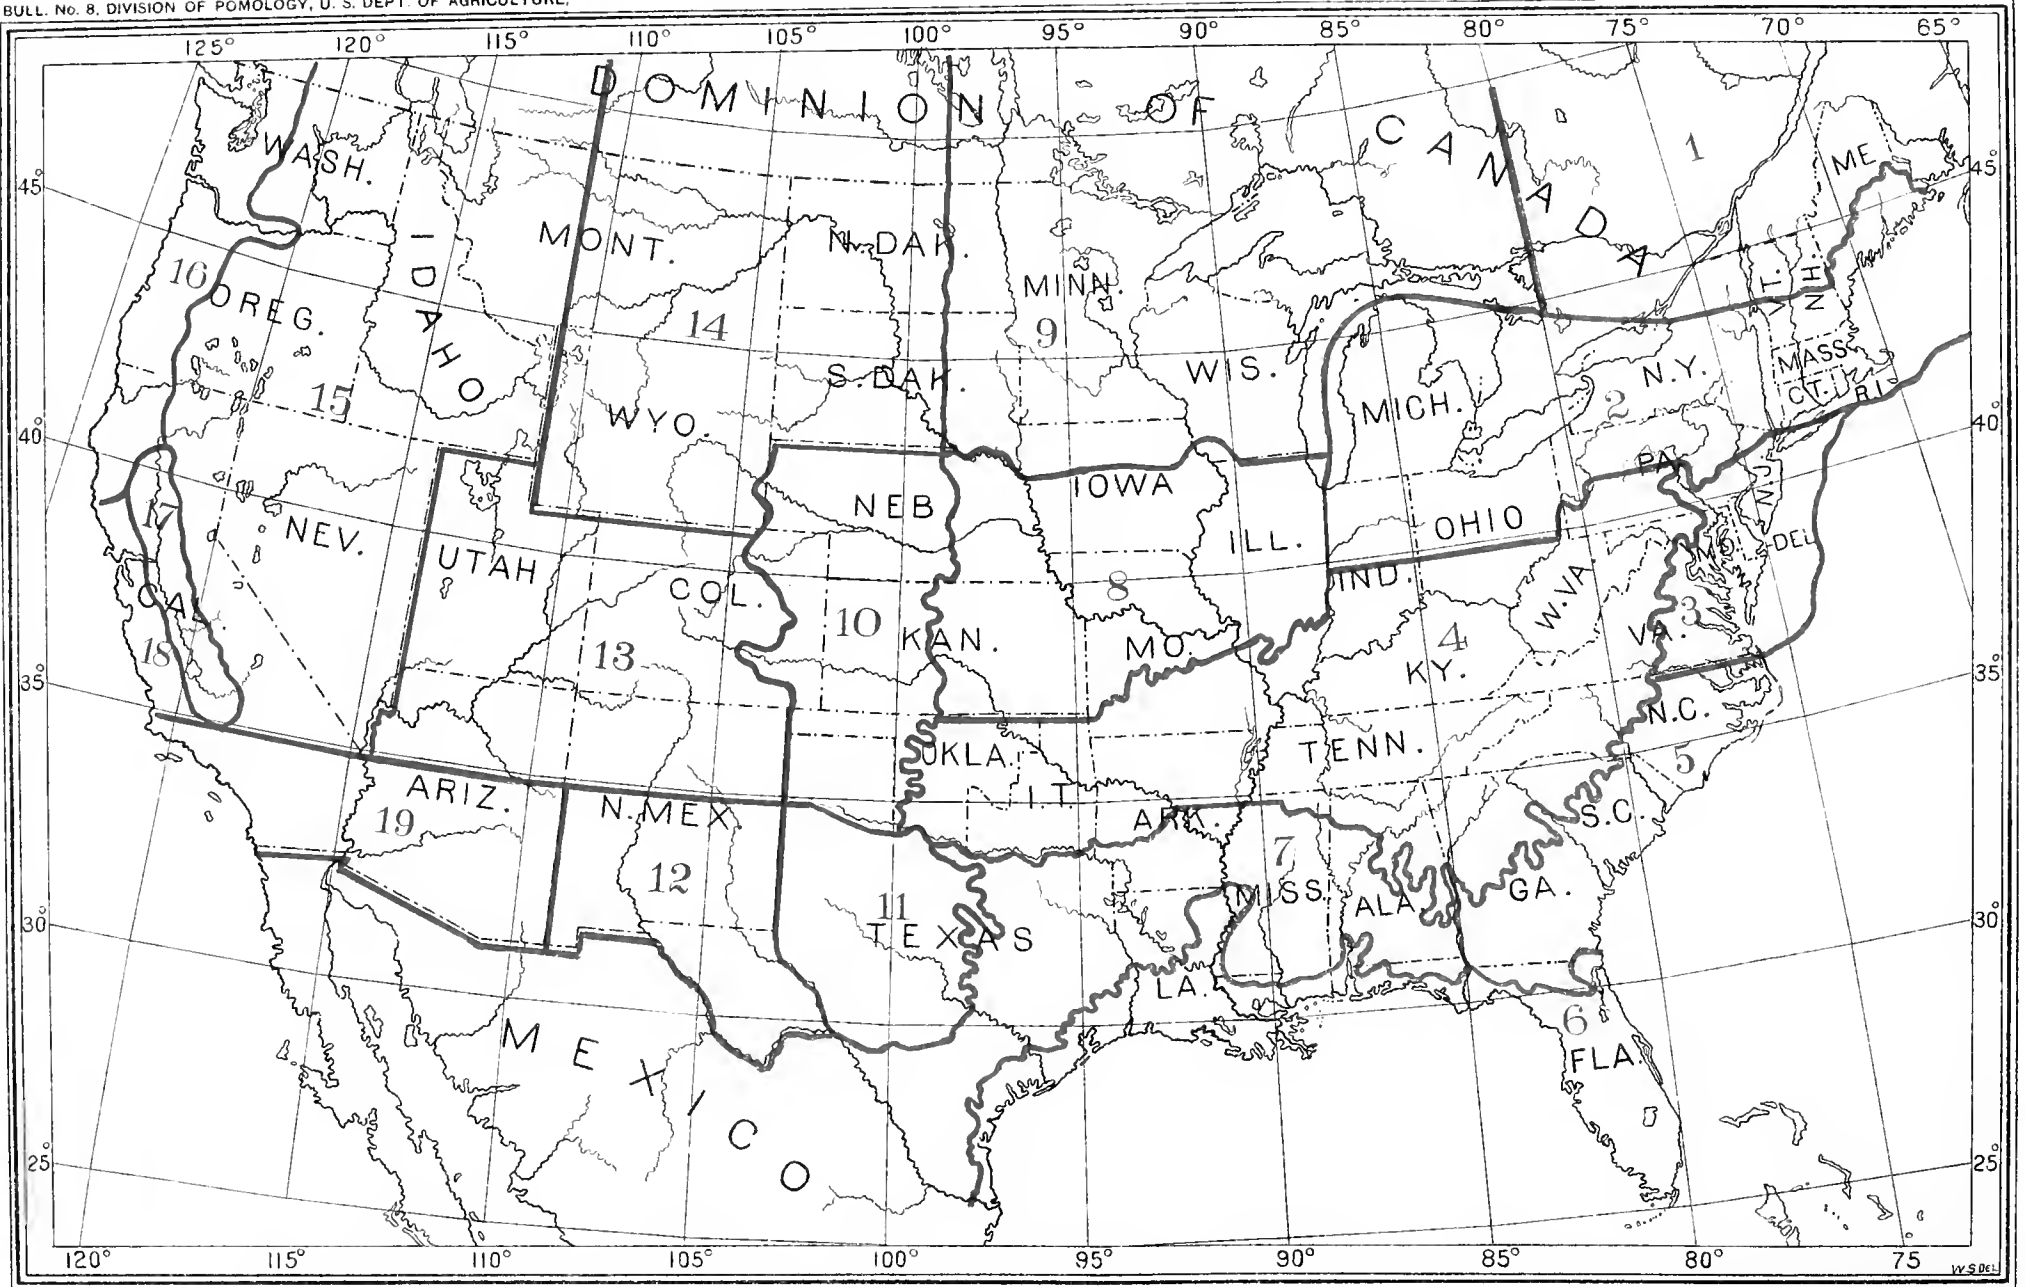 BULL. No. 8, DIVISION OF POMOLOGY, U. S. DEPT. OF AGRICULTURE.
125° 120° 115° 110° 105° 100° 95° 90° 85° 80° 75° 70° 65°
DOMINION OF CANADA
1
WASH.
ME
45° 45°
IDAHO
MONT.
N. DAK.
MINN.
VT.
N.H.
16
OREG.
14
9
15
WYO.
S. DAK.
WIS.
MICH.
N.Y.
MASS.
CT.
R.I.
2
40° 40°
17
NEV.
UTAH
NEB
IOWA
ILL.
OHIO
PA.
N.J.
MD.
DEL
CAL.
COL.
10
8
IND.
W.VA.
3
18
13
KAN.
MO.
4
KY.
VA.
35° 35°
OKLA.
TENN.
N.C.
5
ARIZ.
N. MEX.
I.T.
ARK.
S.C.
19
12
11
7
MISS.
ALA.
GA.
30° 30°
TEXAS
LA.
6
FLA.
MEXICO
25° 25°
120° 115° 110° 105° 100° 95° 90° 85° 80° 75
W S DEL